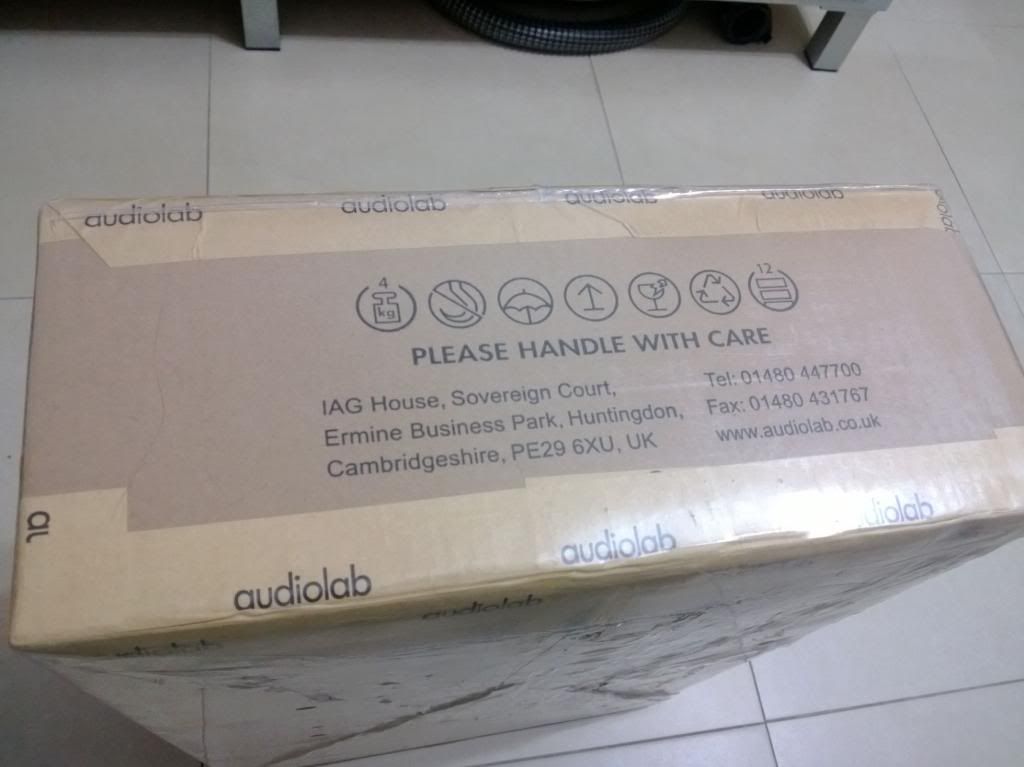 audiolab audiolab audiolab audiolab
4
kg
12
PLEASE HANDLE WITH CARE
IAG House, Sovereign Court,
Ermine Business Park, Huntingdon,
Cambridgeshire, PE29 6XU, UK
Tel: 01480 447700
Fax: 01480 431767
www.audiolab.co.uk
audiolab audiolab
audiolab